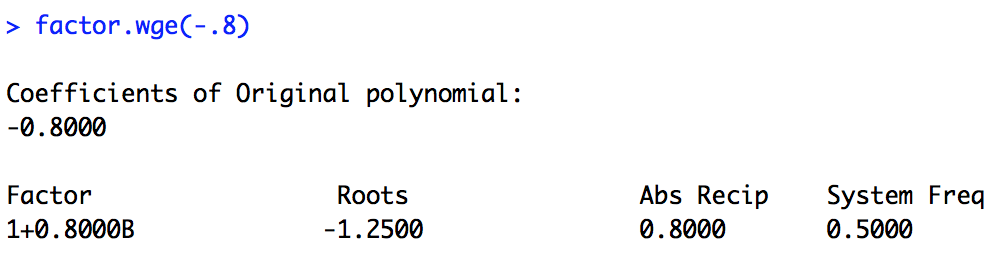 > factor.wge(-.8)
Coefficients of Original polynomial:
-0.8000
Factor Roots Abs Recip System Freq
1+0.8000B -1.2500 0.8000 0.5000